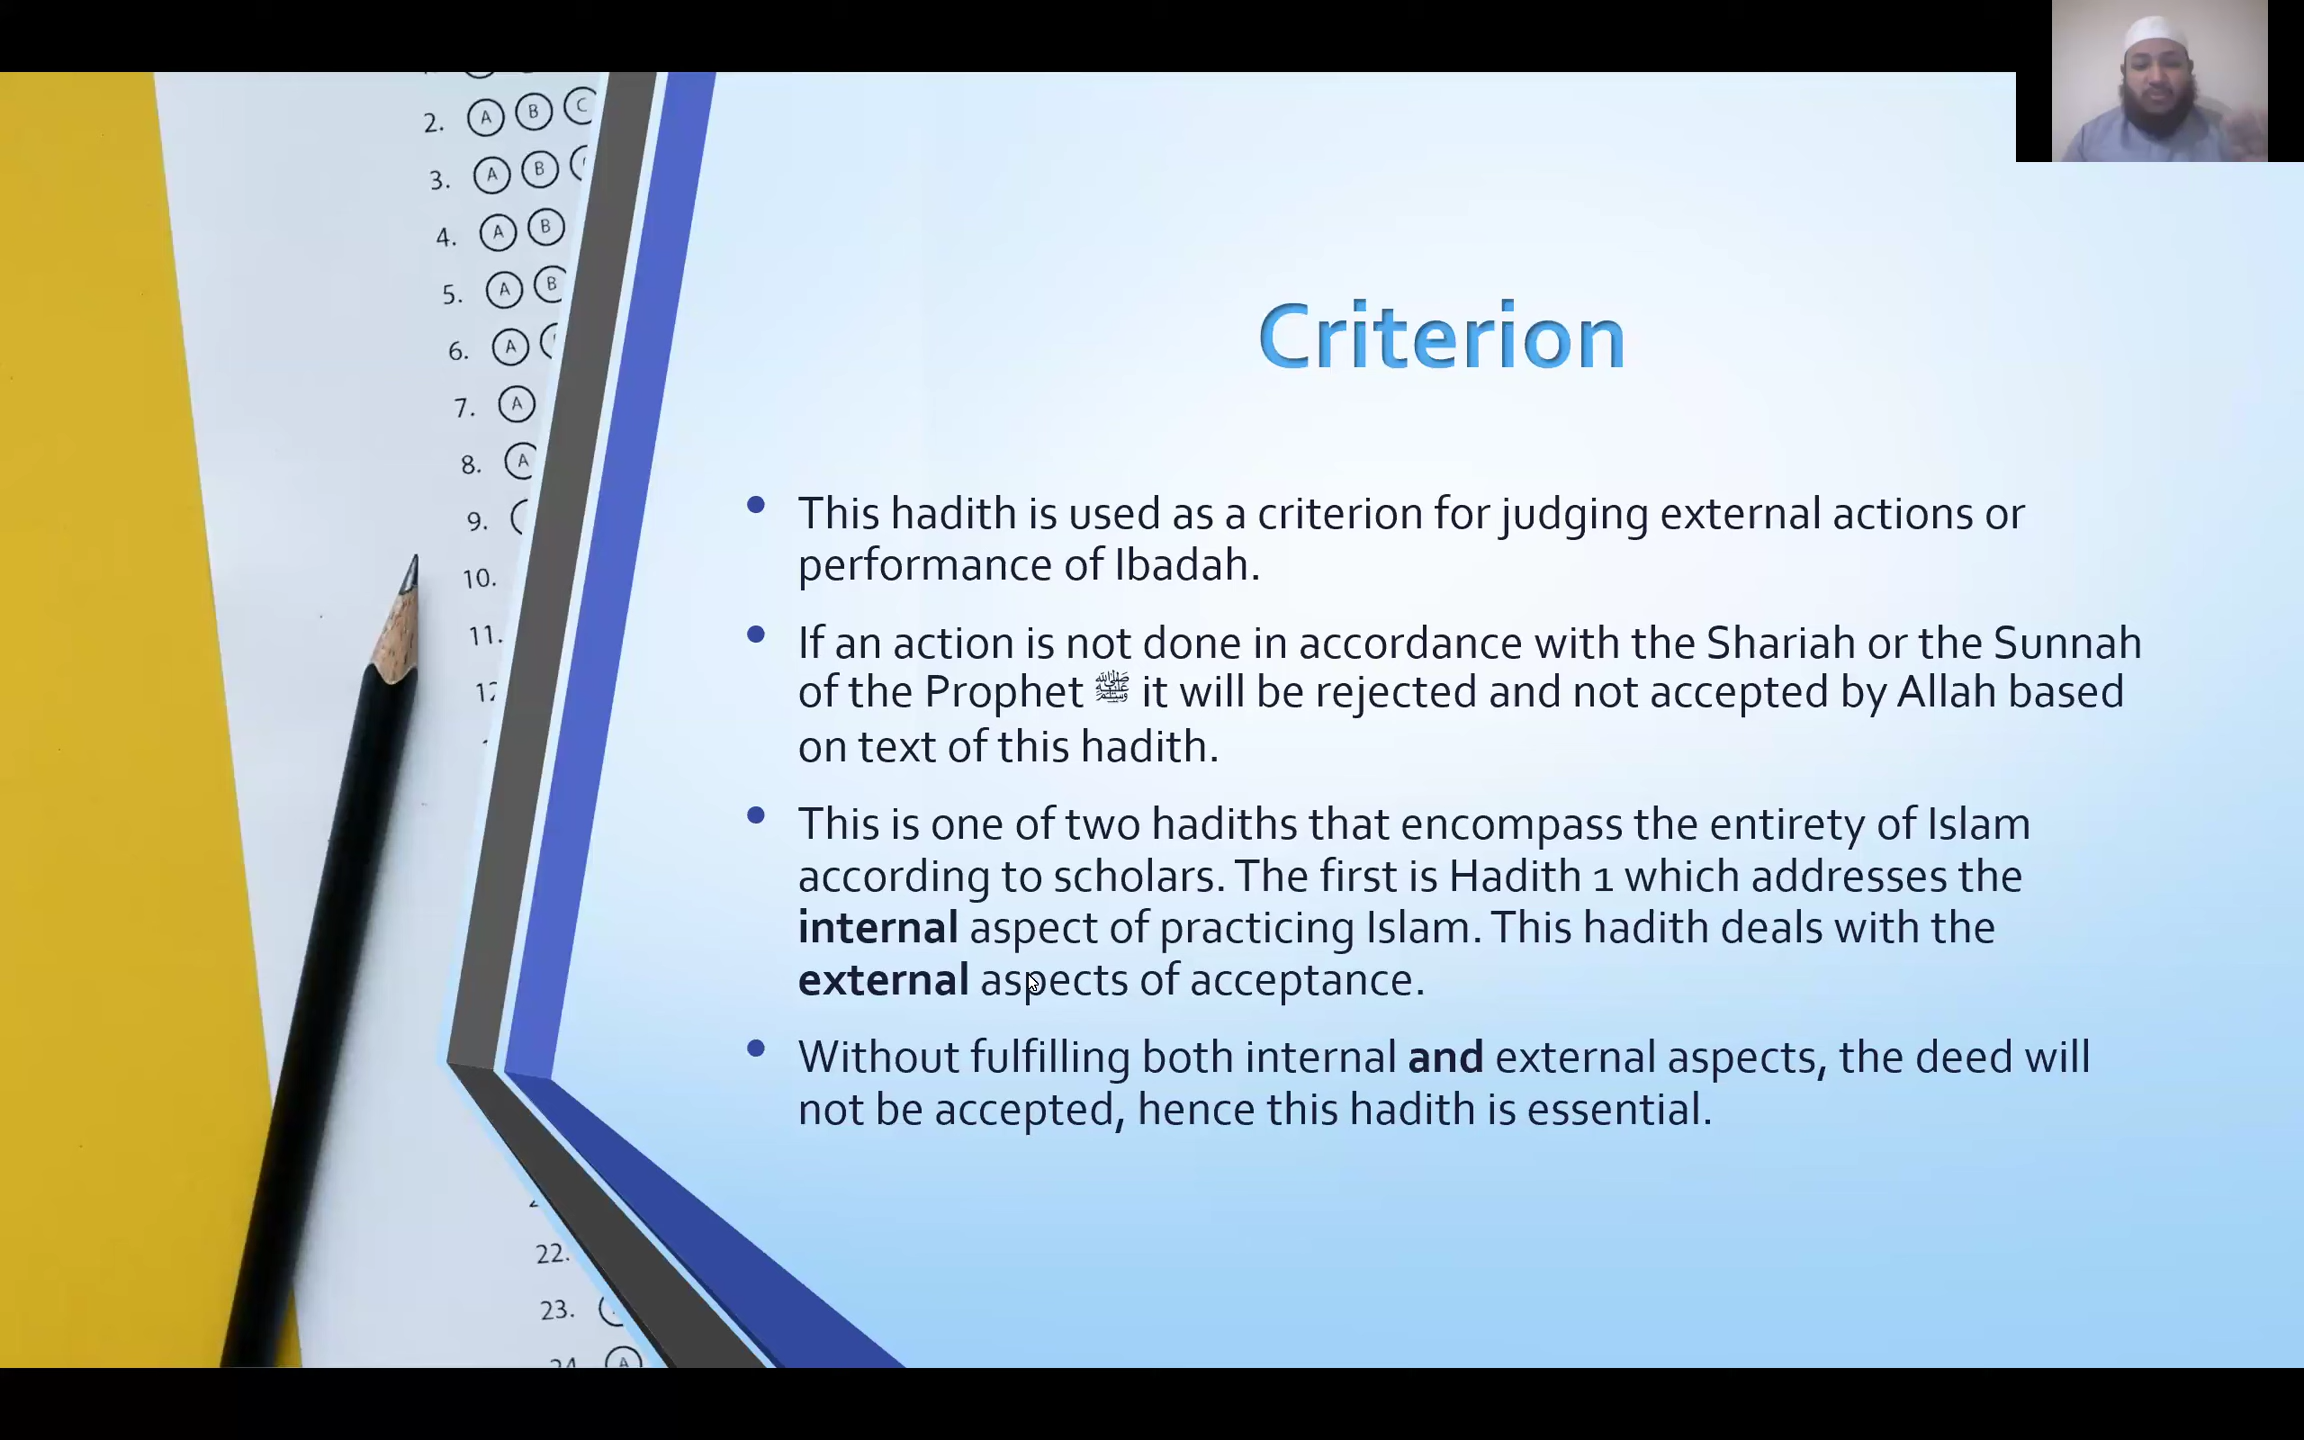 2. A B C
3. A B
4. A B
5. A B
6. A
7. A
8. A
9.
10.
11.
22.
23.
24. A
Criterion
• This hadith is used as a criterion for judging external actions or
performance of Ibadah.
• If an action is not done in accordance with the Shariah or the Sunnah
of the Prophet ﷺ it will be rejected and not accepted by Allah based
on text of this hadith.
• This is one of two hadiths that encompass the entirety of Islam
according to scholars. The first is Hadith 1 which addresses the
internal aspect of practicing Islam. This hadith deals with the
external aspects of acceptance.
• Without fulfilling both internal and external aspects, the deed will
not be accepted, hence this hadith is essential.